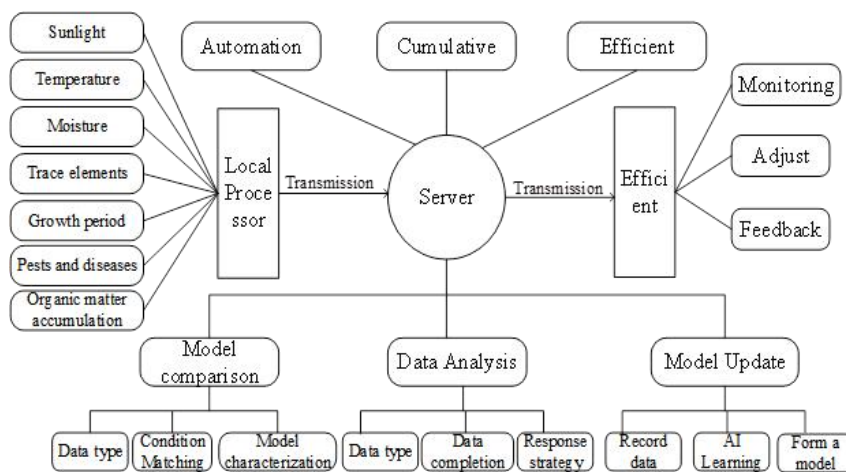 Sunlight
Temperature
Moisture
Trace elements
Growth period
Pests and diseases
Organic matter
accumulation
Local
Proce
ssor
Transmission
Automation
Cumulative
Efficient
Server
Transmission
Effici
ent
Monitoring
Adjust
Feedback
Model
comparison
Data Analysis
Model Update
Data type
Condition
Matching
Model
characterization
Data type
Data
completion
Response
strategy
Record
data
AI
Learning
Form a
model